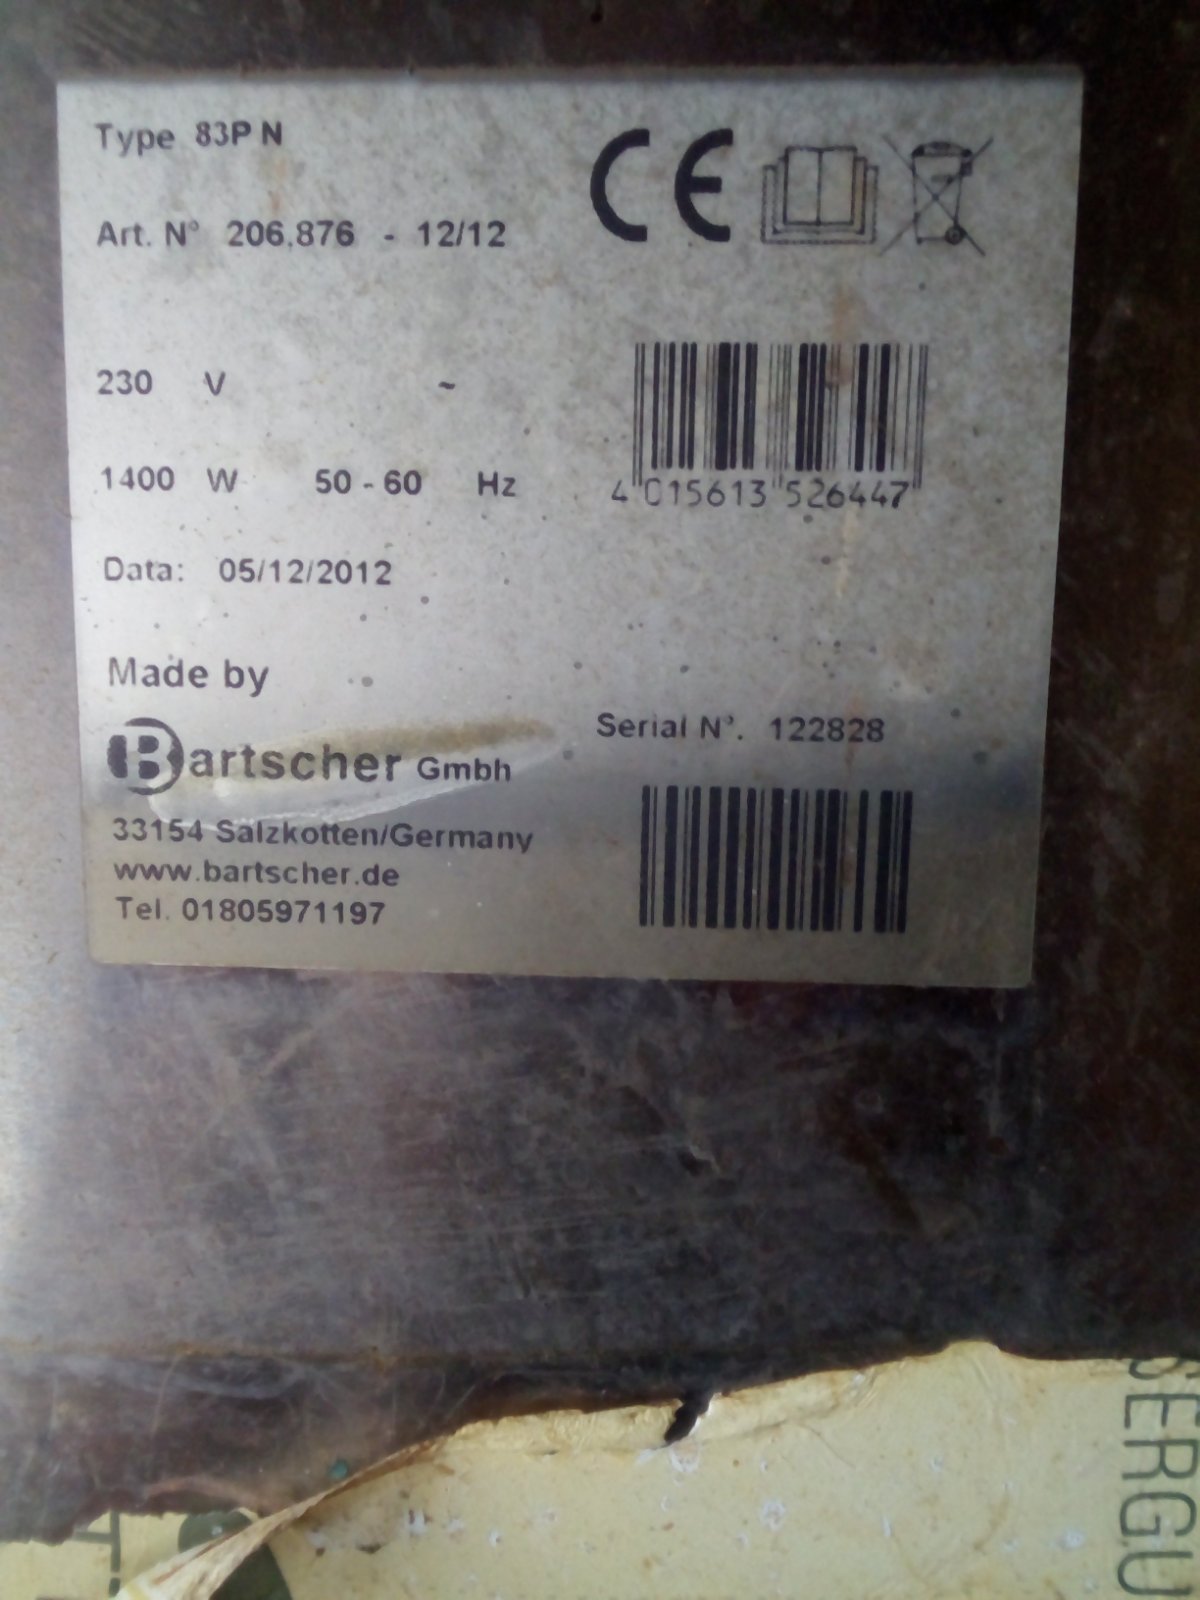 Type 83P N
Art. N° 206.876 - 12/12
230 V ~
1400 W 50 - 60 Hz
Data: 05/12/2012
CE
4 015613 526447
Made by
Bartscher Gmbh
33154 Salzkotten/Germany
www.bartscher.de
Tel. 01805971197
Serial N°. 122828